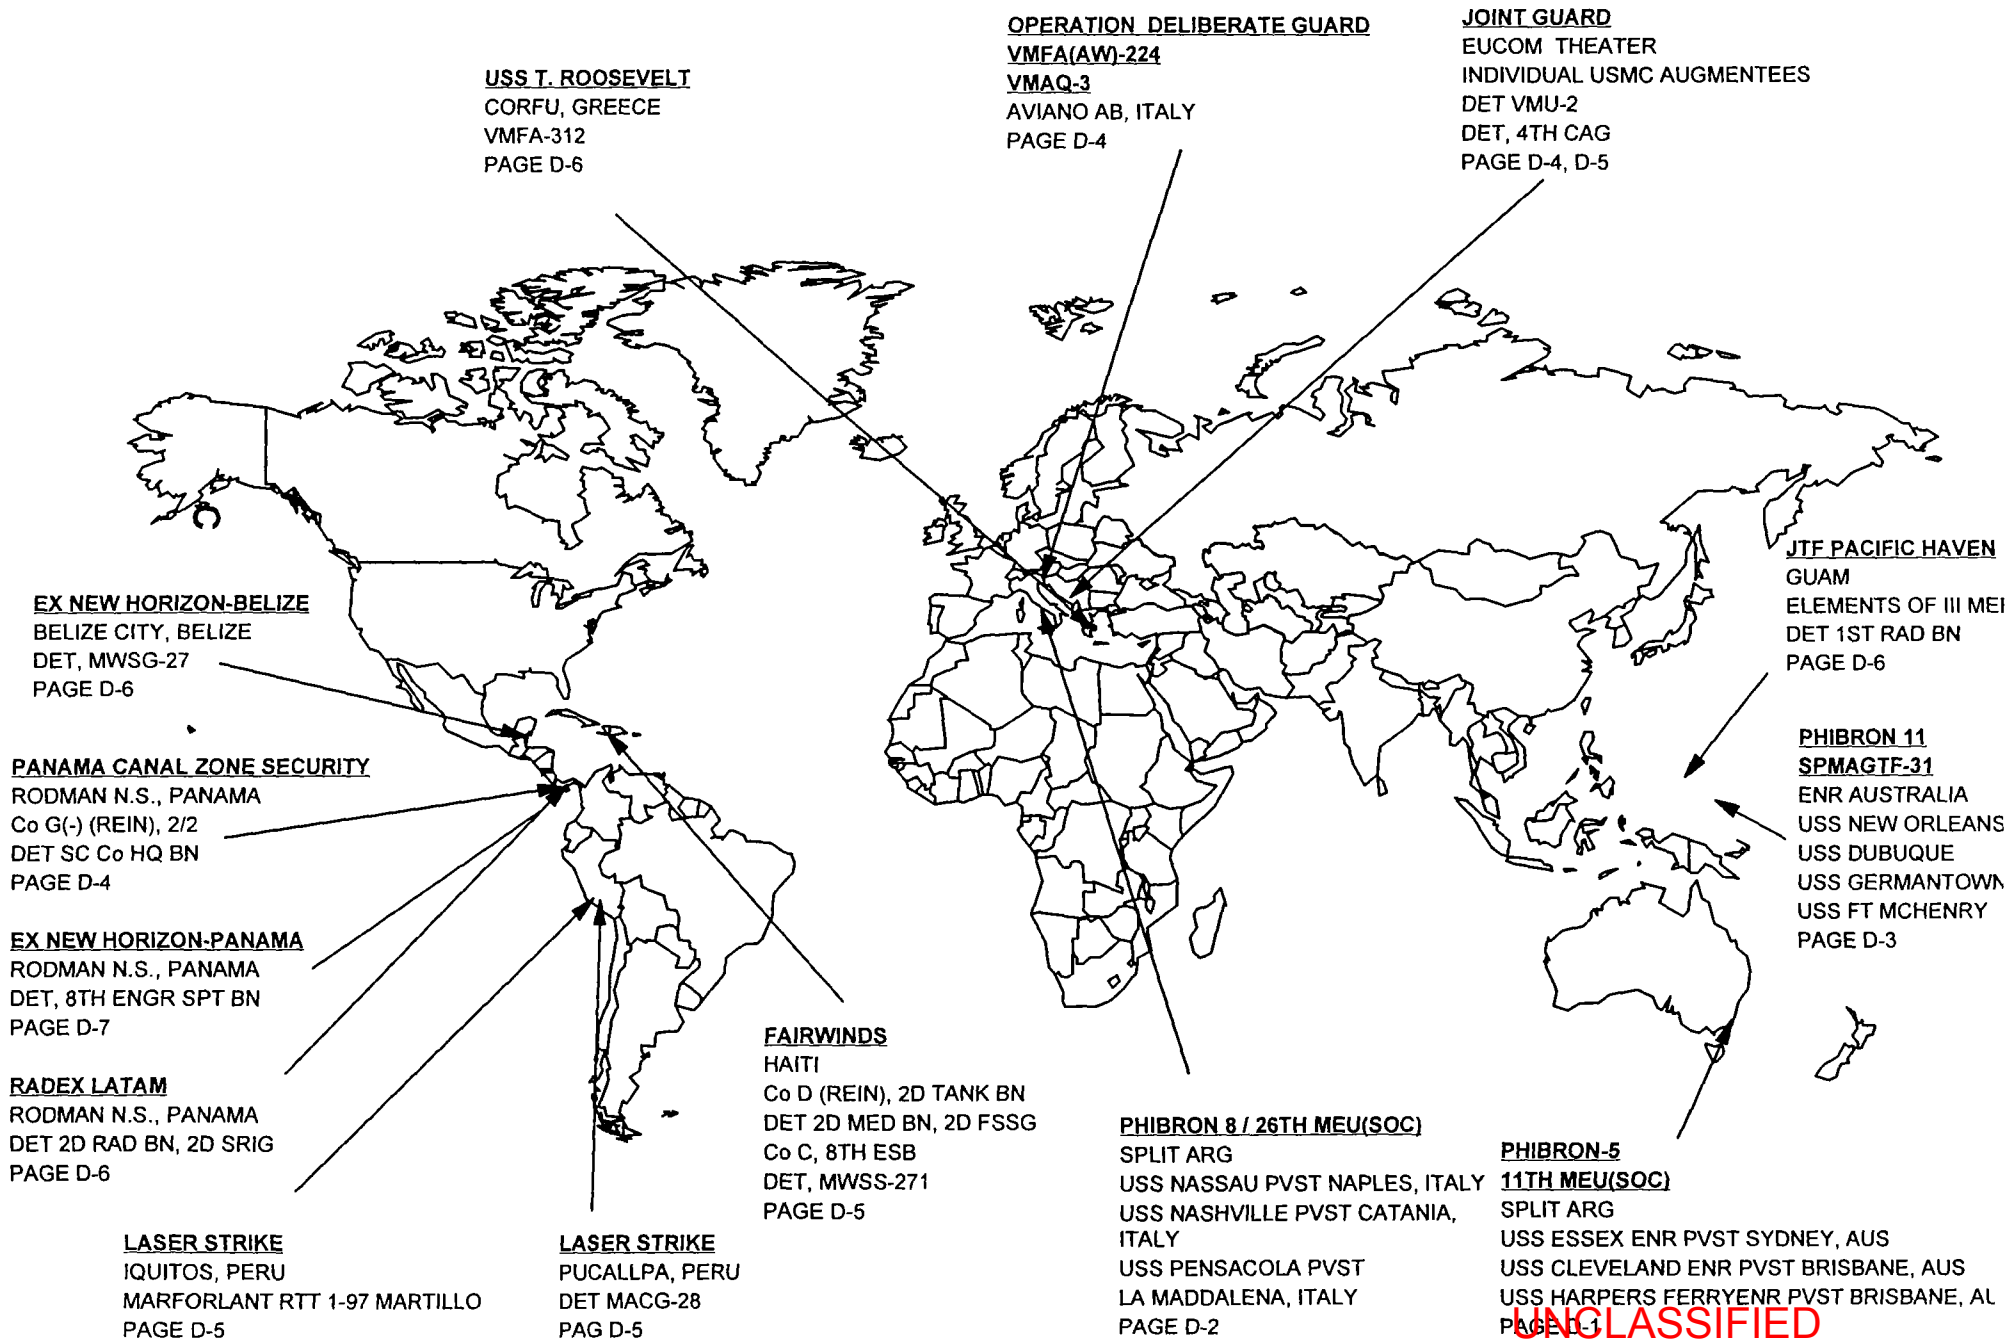 USS T. ROOSEVELT
CORFU, GREECE
VMFA-312
PAGE D-6
OPERATION DELIBERATE GUARD
VMFA(AW)-224
VMAQ-3
AVIANO AB, ITALY
PAGE D-4
JOINT GUARD
EUCOM THEATER
INDIVIDUAL USMC AUGMENTEES
DET VMU-2
DET, 4TH CAG
PAGE D-4, D-5
EX NEW HORIZON-BELIZE
BELIZE CITY, BELIZE
DET, MWSG-27
PAGE D-6
PANAMA CANAL ZONE SECURITY
RODMAN N.S., PANAMA
Co G(-) (REIN), 2/2
DET SC Co HQ BN
PAGE D-4
EX NEW HORIZON-PANAMA
RODMAN N.S., PANAMA
DET, 8TH ENGR SPT BN
PAGE D-7
RADEX LATAM
RODMAN N.S., PANAMA
DET 2D RAD BN, 2D SRIG
PAGE D-6
LASER STRIKE
IQUITOS, PERU
MARFORLANT RTT 1-97 MARTILLO
PAGE D-5
LASER STRIKE
PUCALLPA, PERU
DET MACG-28
PAG D-5
FAIRWINDS
HAITI
Co D (REIN), 2D TANK BN
DET 2D MED BN, 2D FSSG
Co C, 8TH ESB
DET, MWSS-271
PAGE D-5
PHIBRON 8 / 26TH MEU(SOC)
SPLIT ARG
USS NASSAU PVST NAPLES, ITALY
USS NASHVILLE PVST CATANIA,
ITALY
USS PENSACOLA PVST
LA MADDALENA, ITALY
PAGE D-2
JTF PACIFIC HAVEN
GUAM
ELEMENTS OF III
DET 1ST RAD BN
PAGE D-6
PHIBRON 11
SPMAGTF-31
ENR AUSTRALIA
USS NEW ORLEANS
USS DUBUQUE
USS GERMANTOWN
USS FT MCHENRY
PAGE D-3
PHIBRON-5
11TH MEU(SOC)
SPLIT ARG
USS ESSEX ENR PVST SYDNEY, AUS
USS CLEVELAND ENR PVST BRISBANE, AUS
USS HARPERS FERRYENR PVST BRISBANE,
PAGE D-1
UNCLASSIFIED